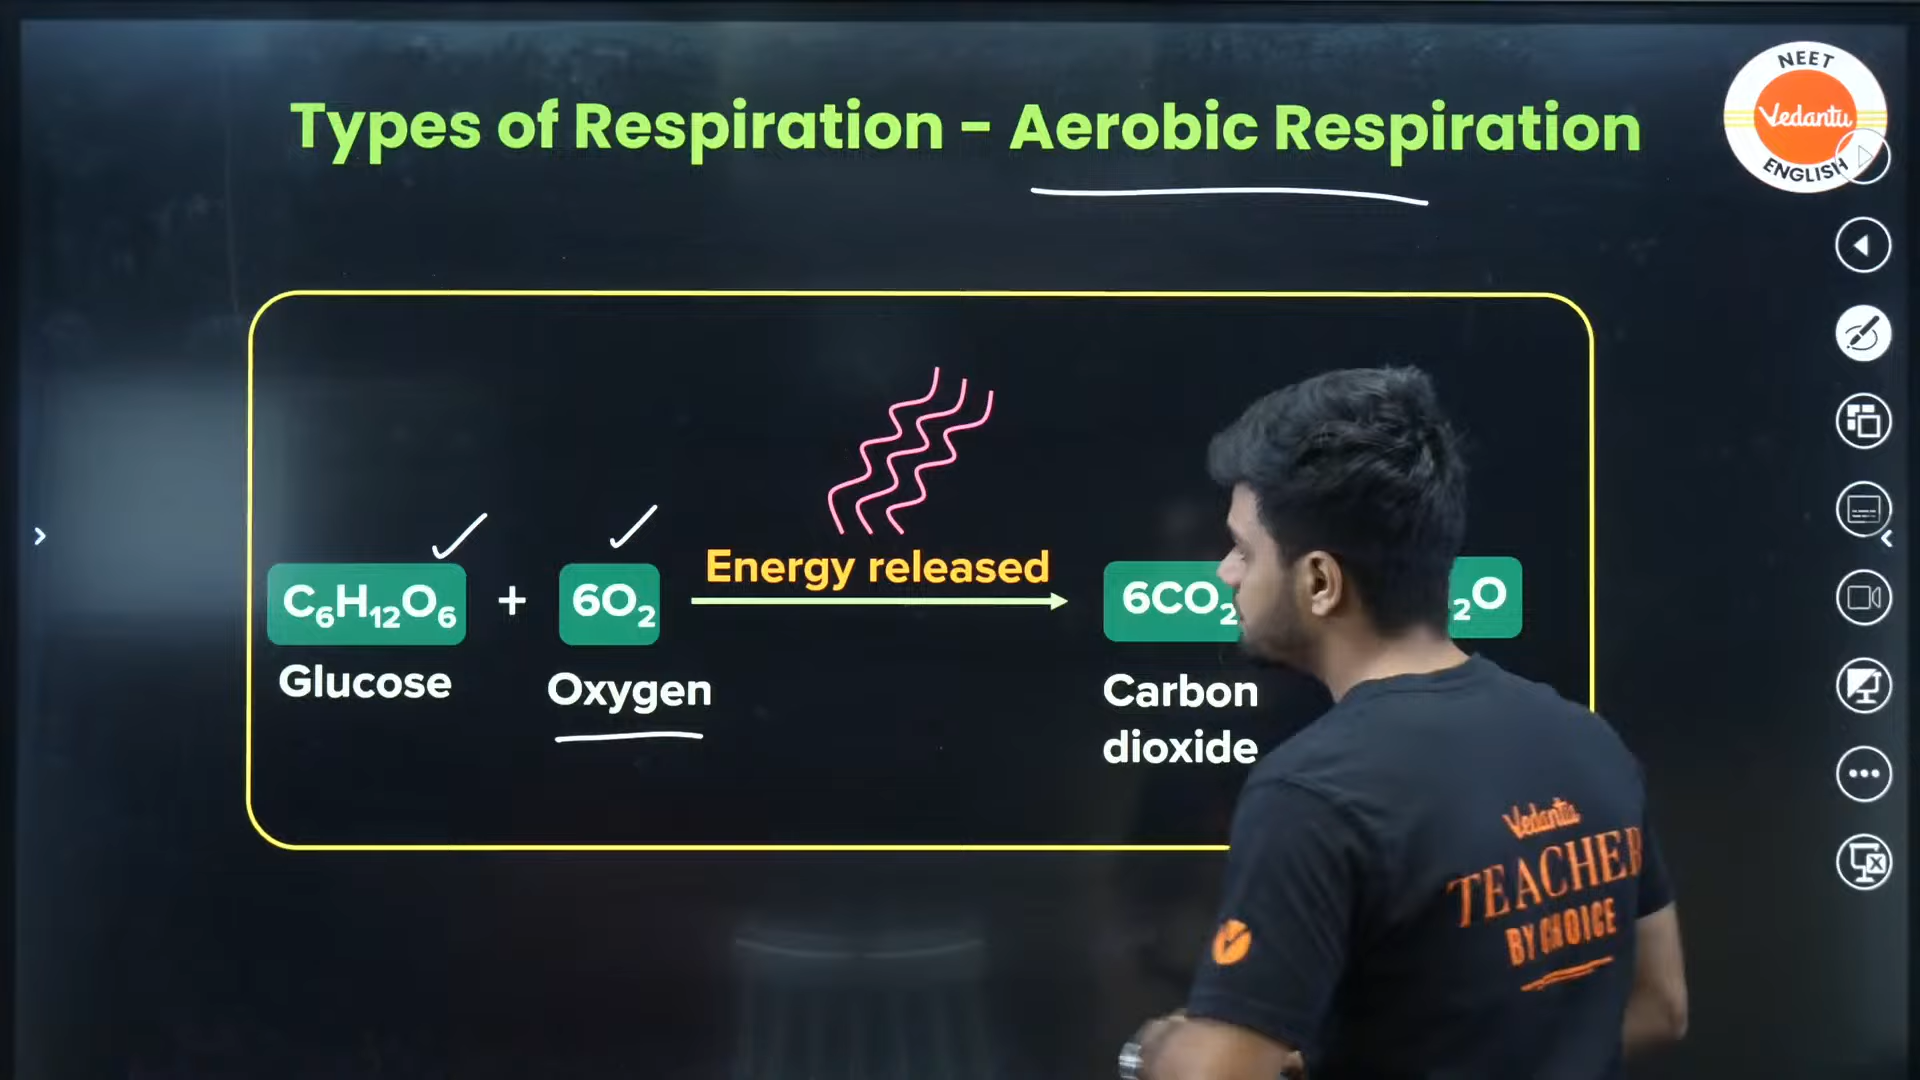 NEET
Vedantu
ENGLISH
Types of Respiration - Aerobic Respiration
Energy released
C₆H₁₂O₆ + 6O₂ 6CO₂ ₂O
Glucose Oxygen Carbon
dioxide
Vedantu
TEACHER
BY CHOICE